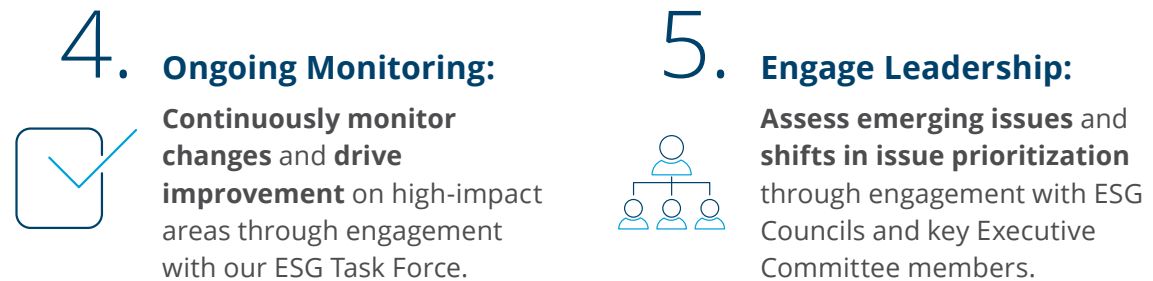 4. Ongoing Monitoring:
Continuously monitor
changes and drive
improvement on high-impact
areas through engagement
with our ESG Task Force.
5. Engage Leadership:
Assess emerging issues and
shifts in issue prioritization
through engagement with ESG
Councils and key Executive
Committee members.